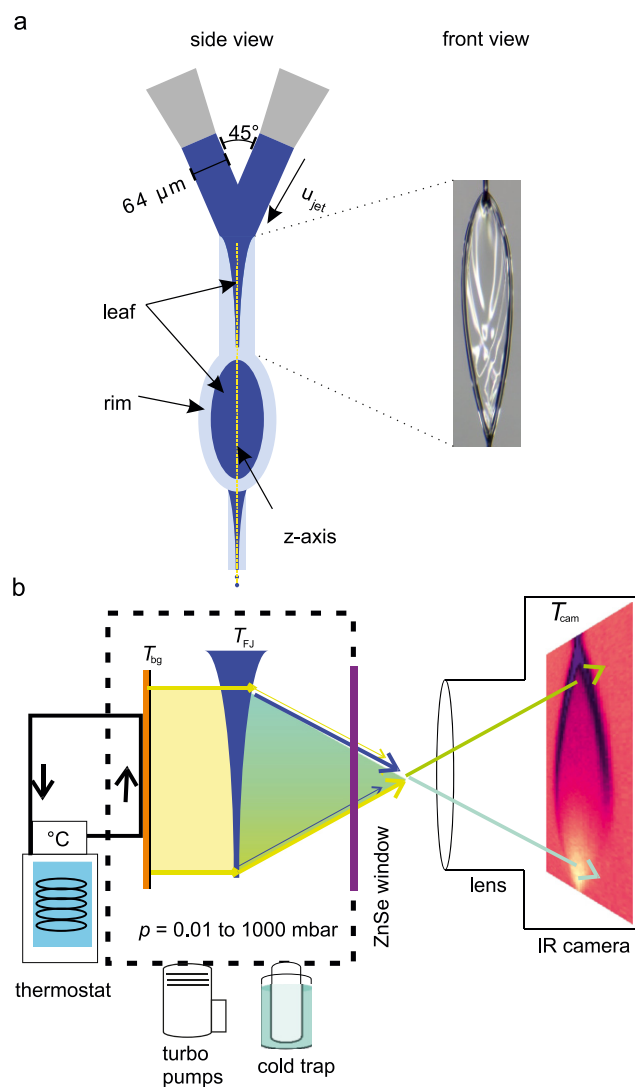 a
side view
front view
45°
64 µm
u_jet
leaf
rim
z-axis
b
T_bg
T_FJ
T_cam
°C
ZnSe window
lens
p = 0.01 to 1000 mbar
IR camera
thermostat
turbo
pumps
cold trap